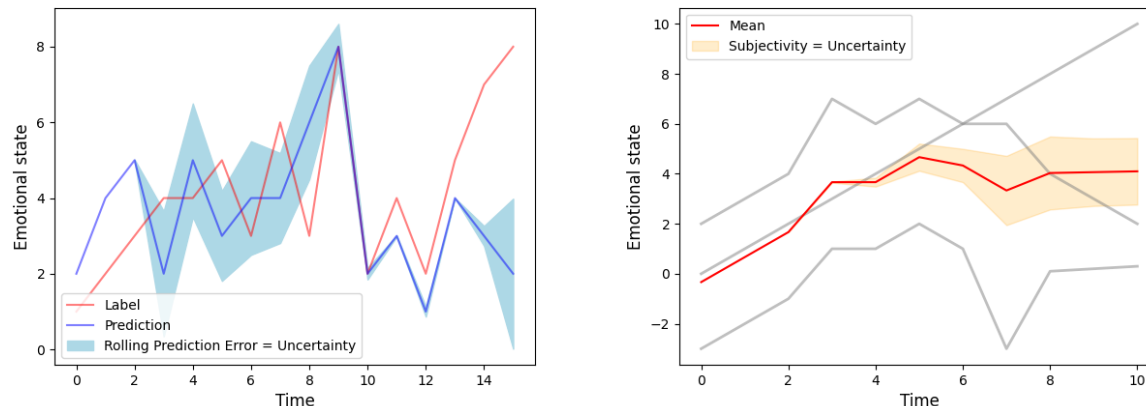 8
6
4
2
0
Emotional state
Label
Prediction
Rolling Prediction Error = Uncertainty
0 2 4 6 8 10 12 14
Time
10
8
6
4
2
0
−2
Emotional state
Mean
Subjectivity = Uncertainty
0 2 4 6 8 10
Time